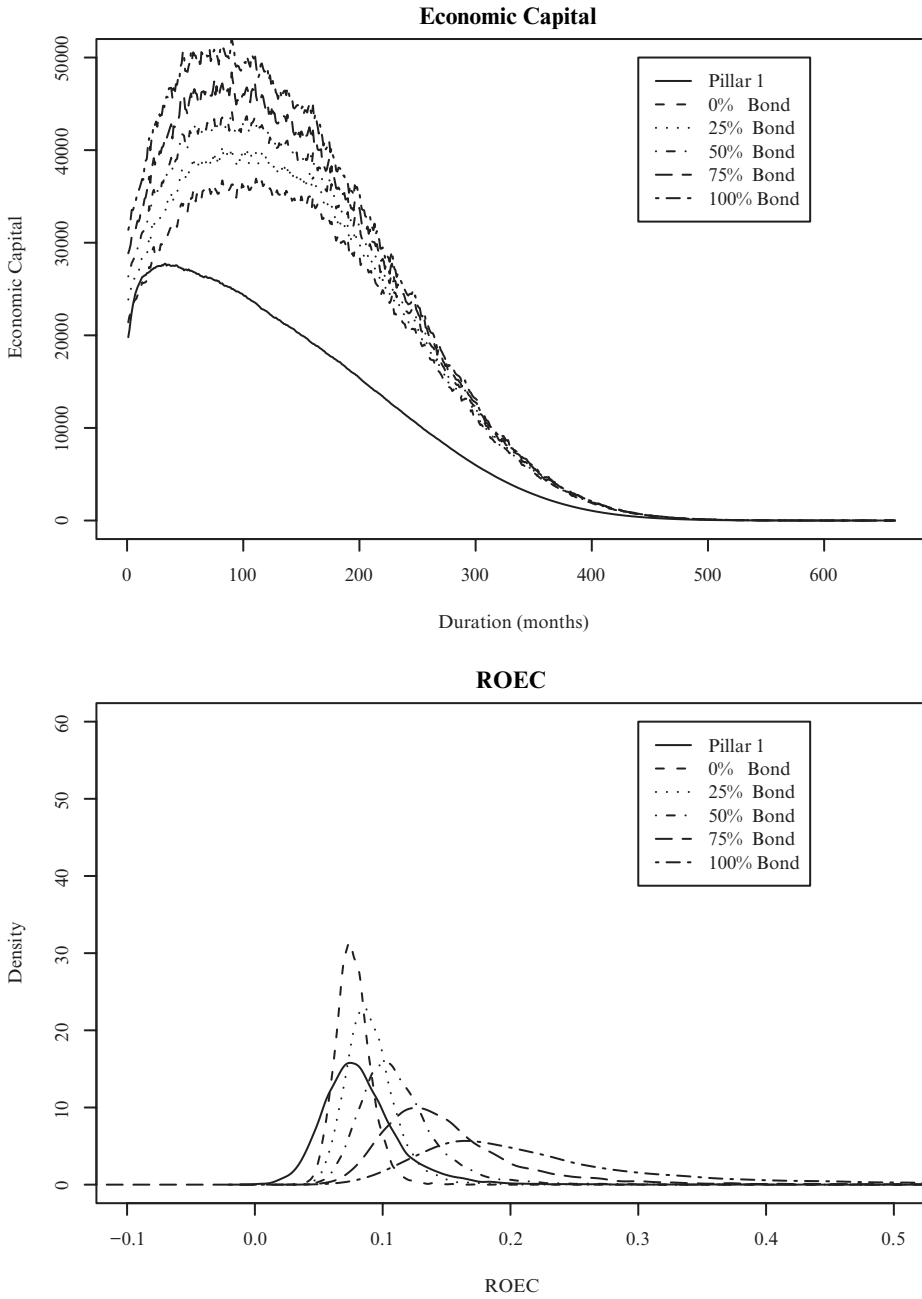 Economic Capital
Economic Capital
50000
40000
30000
20000
10000
0
Pillar 1
0% Bond
25% Bond
50% Bond
75% Bond
100% Bond
0 100 200 300 400 500 600
Duration (months)
ROEC
Density
60
50
40
30
20
10
0
Pillar 1
0% Bond
25% Bond
50% Bond
75% Bond
100% Bond
−0.1 0.0 0.1 0.2 0.3 0.4 0.5
ROEC